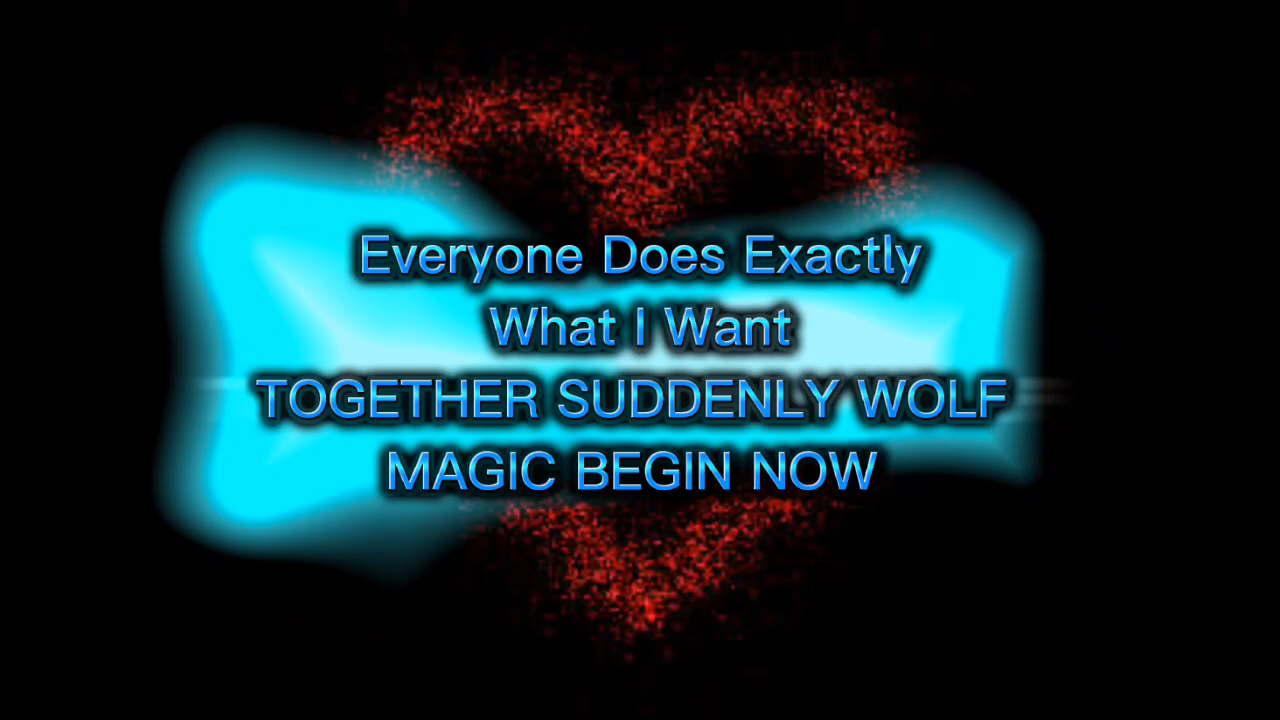 Everyone Does Exactly
What I Want
TOGETHER SUDDENLY WOLF
MAGIC BEGIN NOW